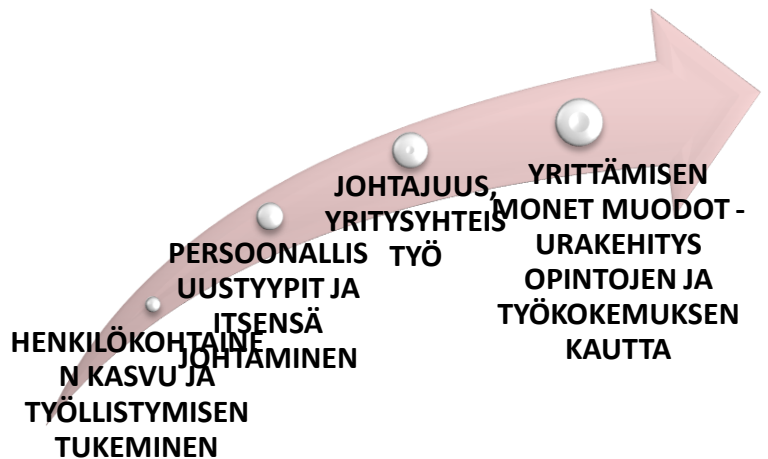 HENKILÖKOHTAINE
N KASVU JA
TYÖLLISTYMISEN
TUKEMINEN
PERSOONALLIS
UUSTYYPIT JA
ITSENSÄ
JOHTAMINEN
JOHTAJUUS,
YRITYSYHTEIS
TYÖ
YRITTÄMISEN
MONET MUODOT -
URAKEHITYS
OPINTOJEN JA
TYÖKOKEMUKSEN
KAUTTA